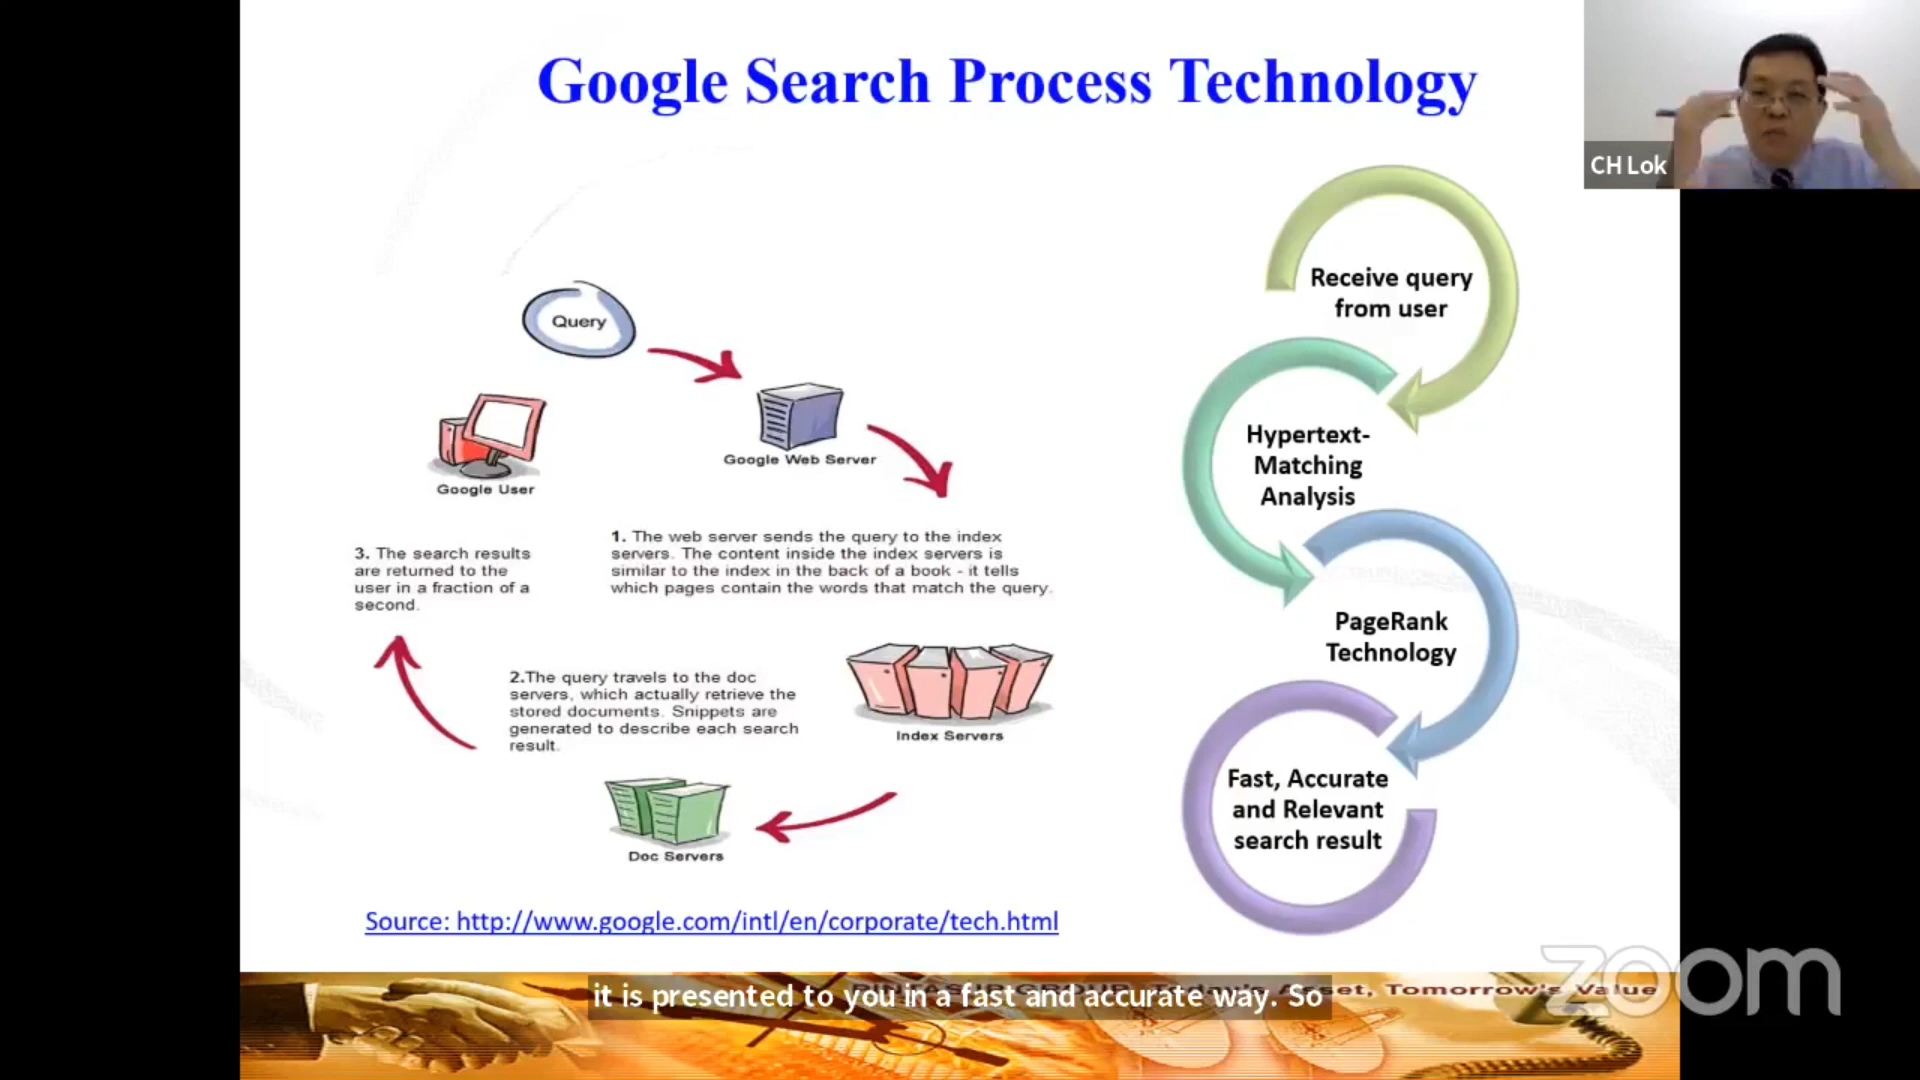 Google Search Process Technology
CH Lok
Query
Google Web Server
Google User
1. The web server sends the query to the index
servers. The content inside the index servers is
similar to the index in the back of a book - it tells
which pages contain the words that match the query.
3. The search results
are returned to the
user in a fraction of a
second.
2.The query travels to the doc
servers, which actually retrieve the
stored documents. Snippets are
generated to describe each search
result.
Index Servers
Doc Servers
Source: http://www.google.com/intl/en/corporate/tech.html
Receive query
from user
Hypertext-
Matching
Analysis
PageRank
Technology
Fast, Accurate
and Relevant
search result
it is presented to you in a fast and accurate way. So
Tomorrow's Value
zoom